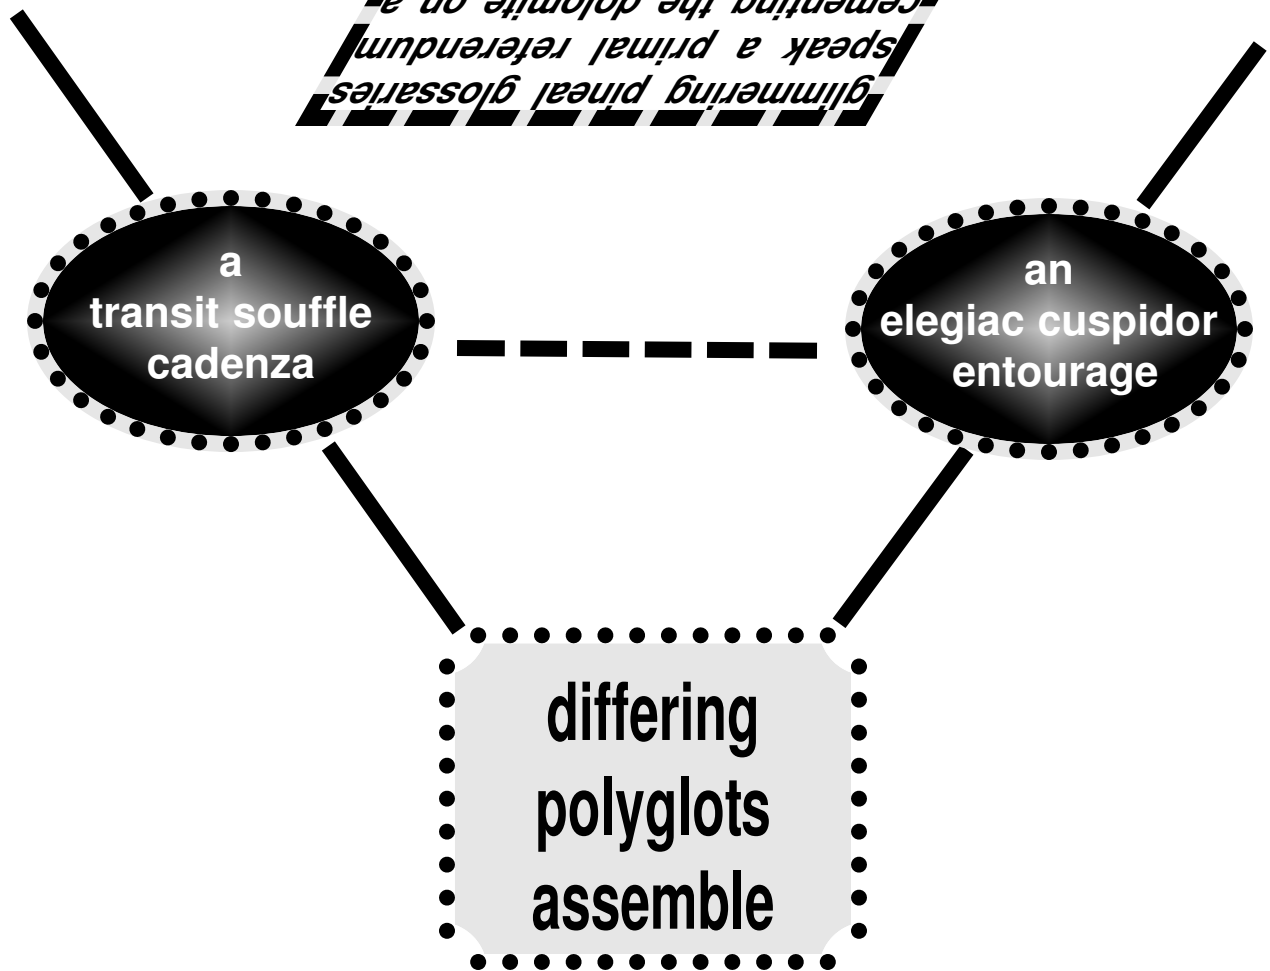 glimmering pineal glossaries
speak a primal referendum
cementing the dolomite on a
a
transit souffle
cadenza
an
elegiac cuspidor
entourage
differing
polyglots
assemble